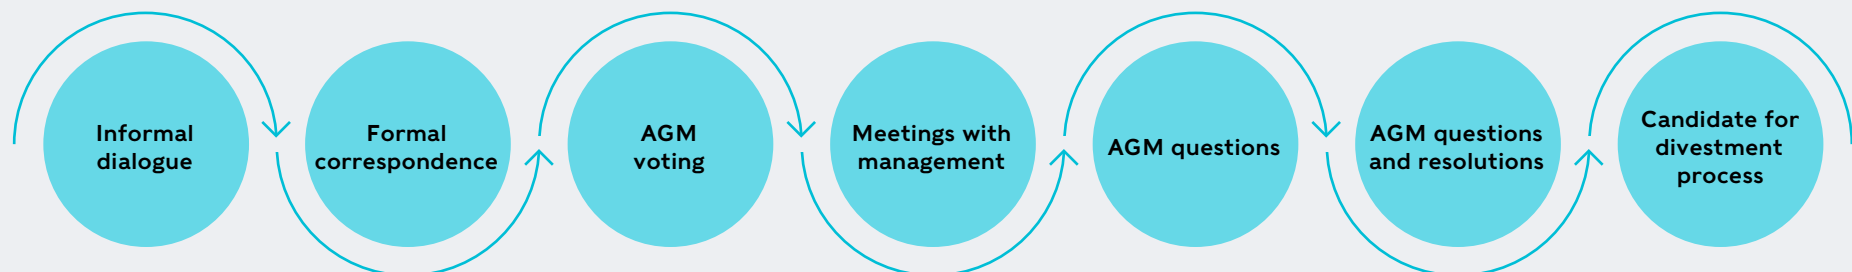 Informal
dialogue
Formal
correspondence
AGM
voting
Meetings with
management
AGM questions
AGM questions
and resolutions
Candidate for
divestment
process